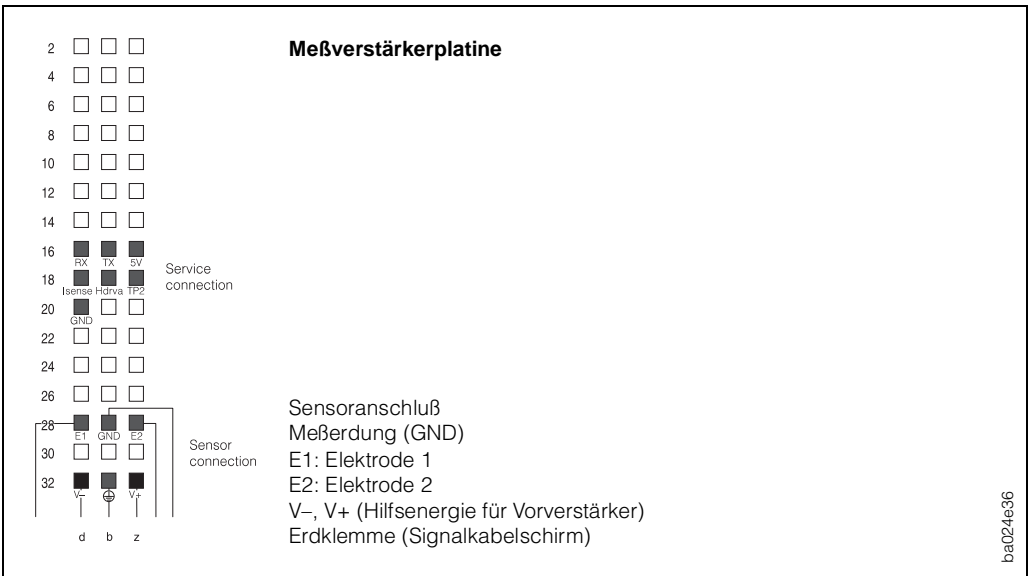 Meßverstärkerplatine
2
4
6
8
10
12
14
16
RX TX 5V
Service
connection
18
Isense Hdrva TP2
20
GND
22
24
26
28
E1 GND E2
Sensor
connection
30
32
V– V+
d b z
Sensoranschluß
Meßerdung (GND)
E1: Elektrode 1
E2: Elektrode 2
V–, V+ (Hilfsenergie für Vorverstärker)
Erdklemme (Signalkabelschirm)
ba024e36